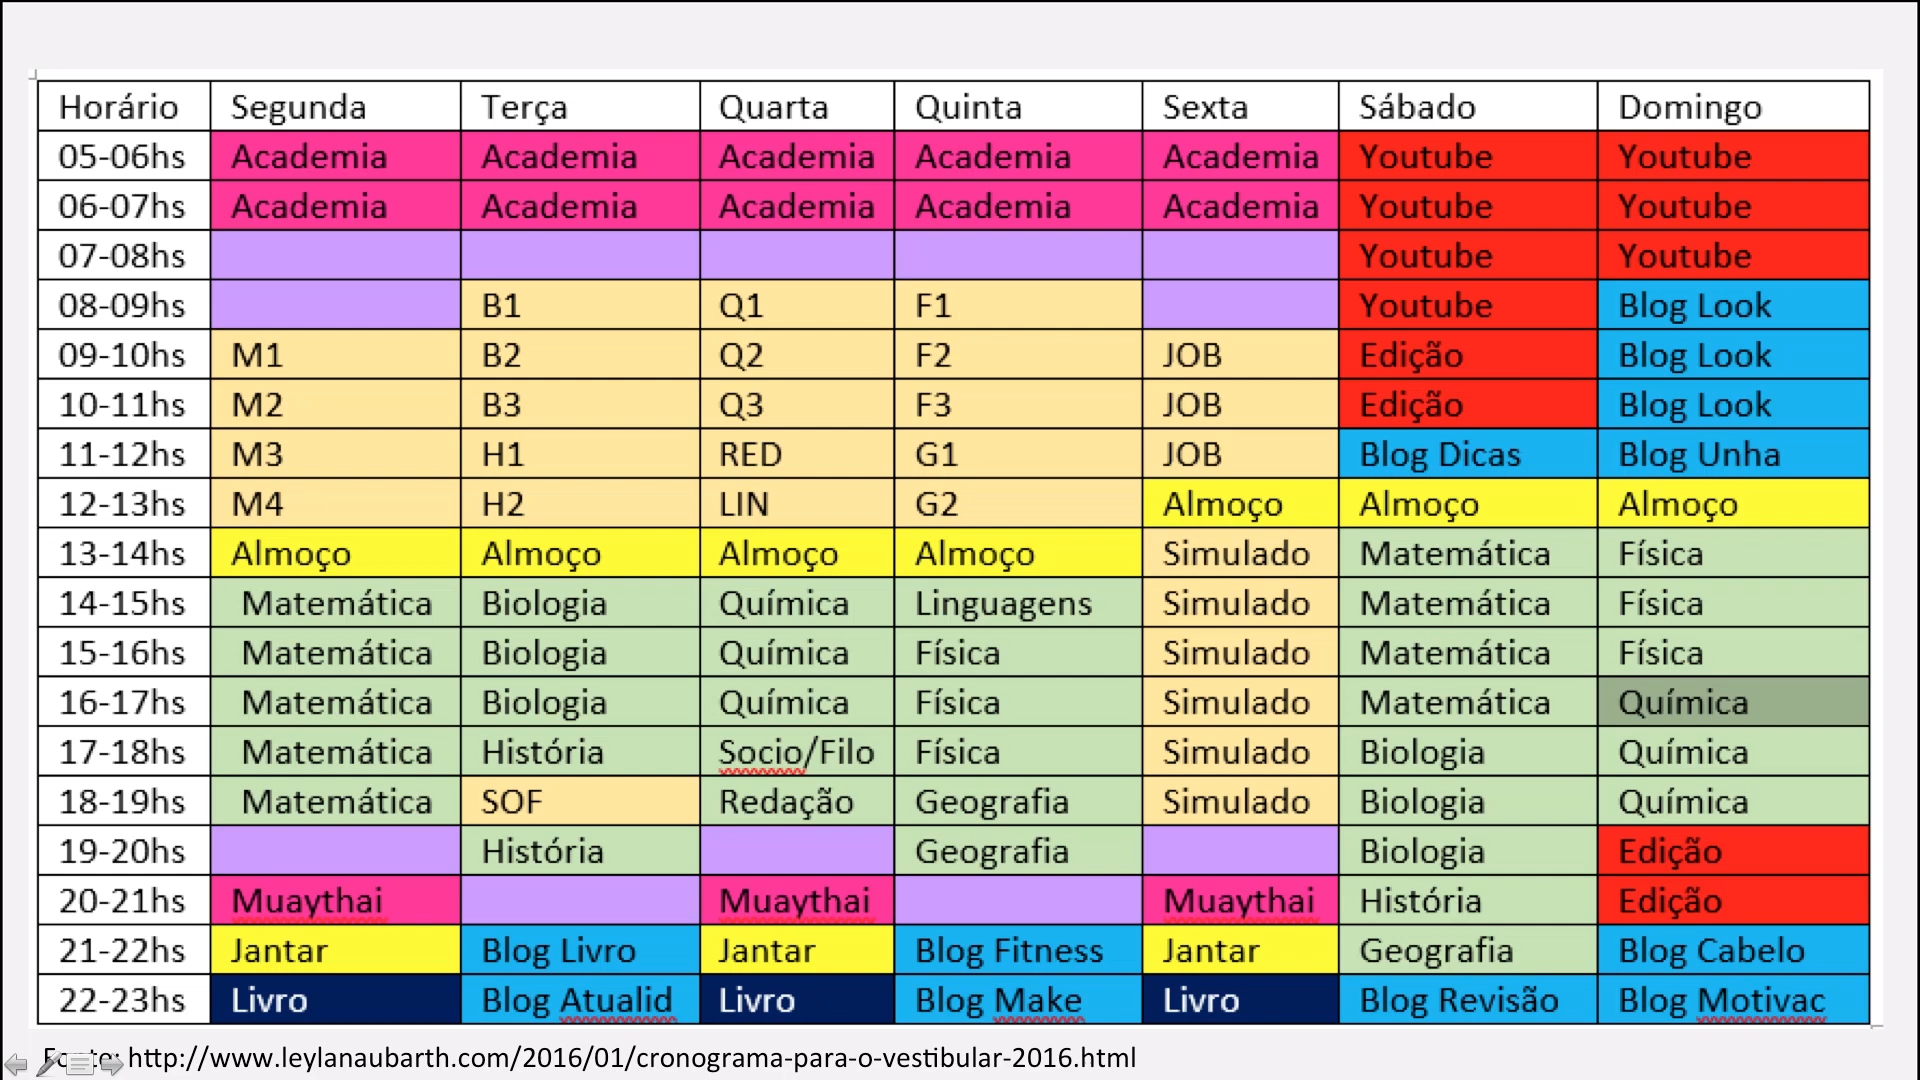 Horário Segunda Terça Quarta Quinta Sexta Sábado Domingo
05-06hs Academia Academia Academia Academia Academia Youtube Youtube
06-07hs Academia Academia Academia Academia Academia Youtube Youtube
07-08hs Youtube Youtube
08-09hs B1 Q1 F1 Youtube Blog Look
09-10hs M1 B2 Q2 F2 JOB Edição Blog Look
10-11hs M2 B3 Q3 F3 JOB Edição Blog Look
11-12hs M3 H1 RED G1 JOB Blog Dicas Blog Unha
12-13hs M4 H2 LIN G2 Almoço Almoço Almoço
13-14hs Almoço Almoço Almoço Almoço Simulado Matemática Física
14-15hs Matemática Biologia Química Linguagens Simulado Matemática Física
15-16hs Matemática Biologia Química Física Simulado Matemática Física
16-17hs Matemática Biologia Química Física Simulado Matemática Química
17-18hs Matemática História Socio/Filo Física Simulado Biologia Química
18-19hs Matemática SOF Redação Geografia Simulado Biologia Química
19-20hs História Geografia Biologia Edição
20-21hs Muaythai Muaythai Muaythai História Edição
21-22hs Jantar Blog Livro Jantar Blog Fitness Jantar Geografia Blog Cabelo
22-23hs Livro Blog Atualid Livro Blog Make Livro Blog Revisão Blog Motivac
Fonte: http://www.leylanaubarth.com/2016/01/cronograma-para-o-vestibular-2016.html